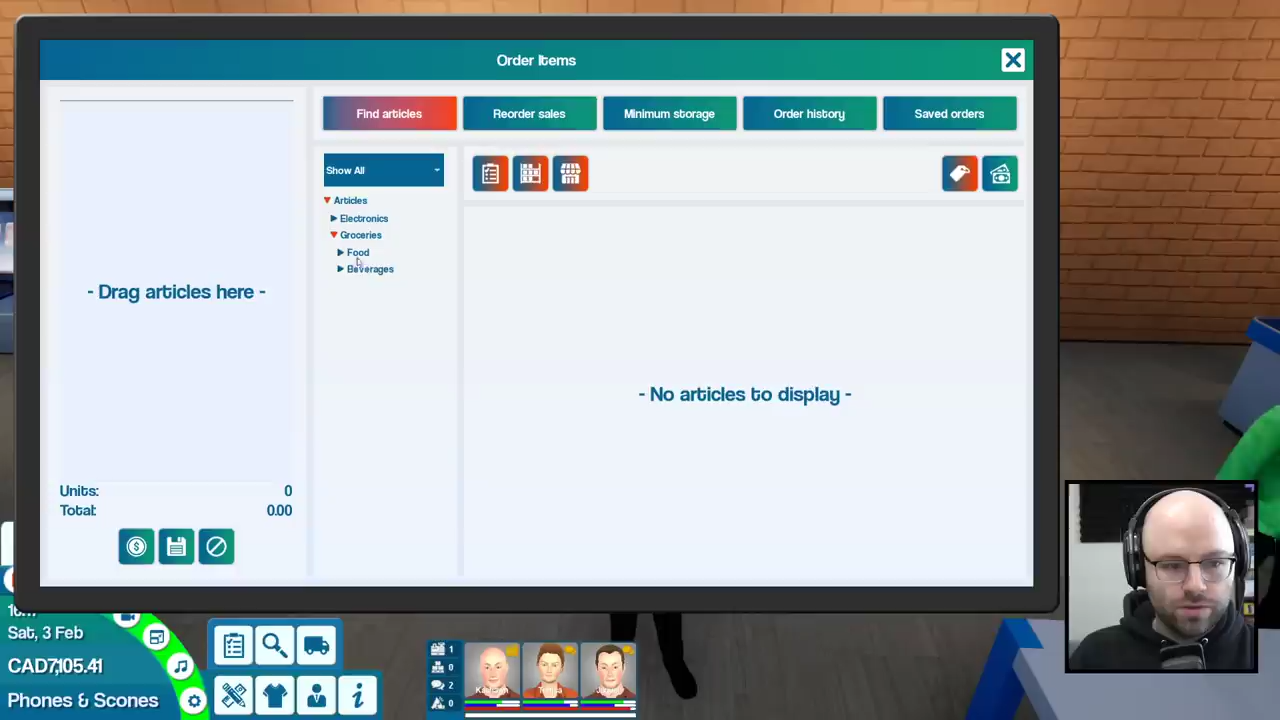 Order Items
Find articles
Reorder sales
Minimum storage
Order history
Saved orders
Show All
Articles
Electronics
Groceries
Food
Beverages
- Drag articles here -
- No articles to display -
Units: 0
Total: 0.00
Sat, 3 Feb
CAD7,105.41
Phones & Scones
1
0
2
0